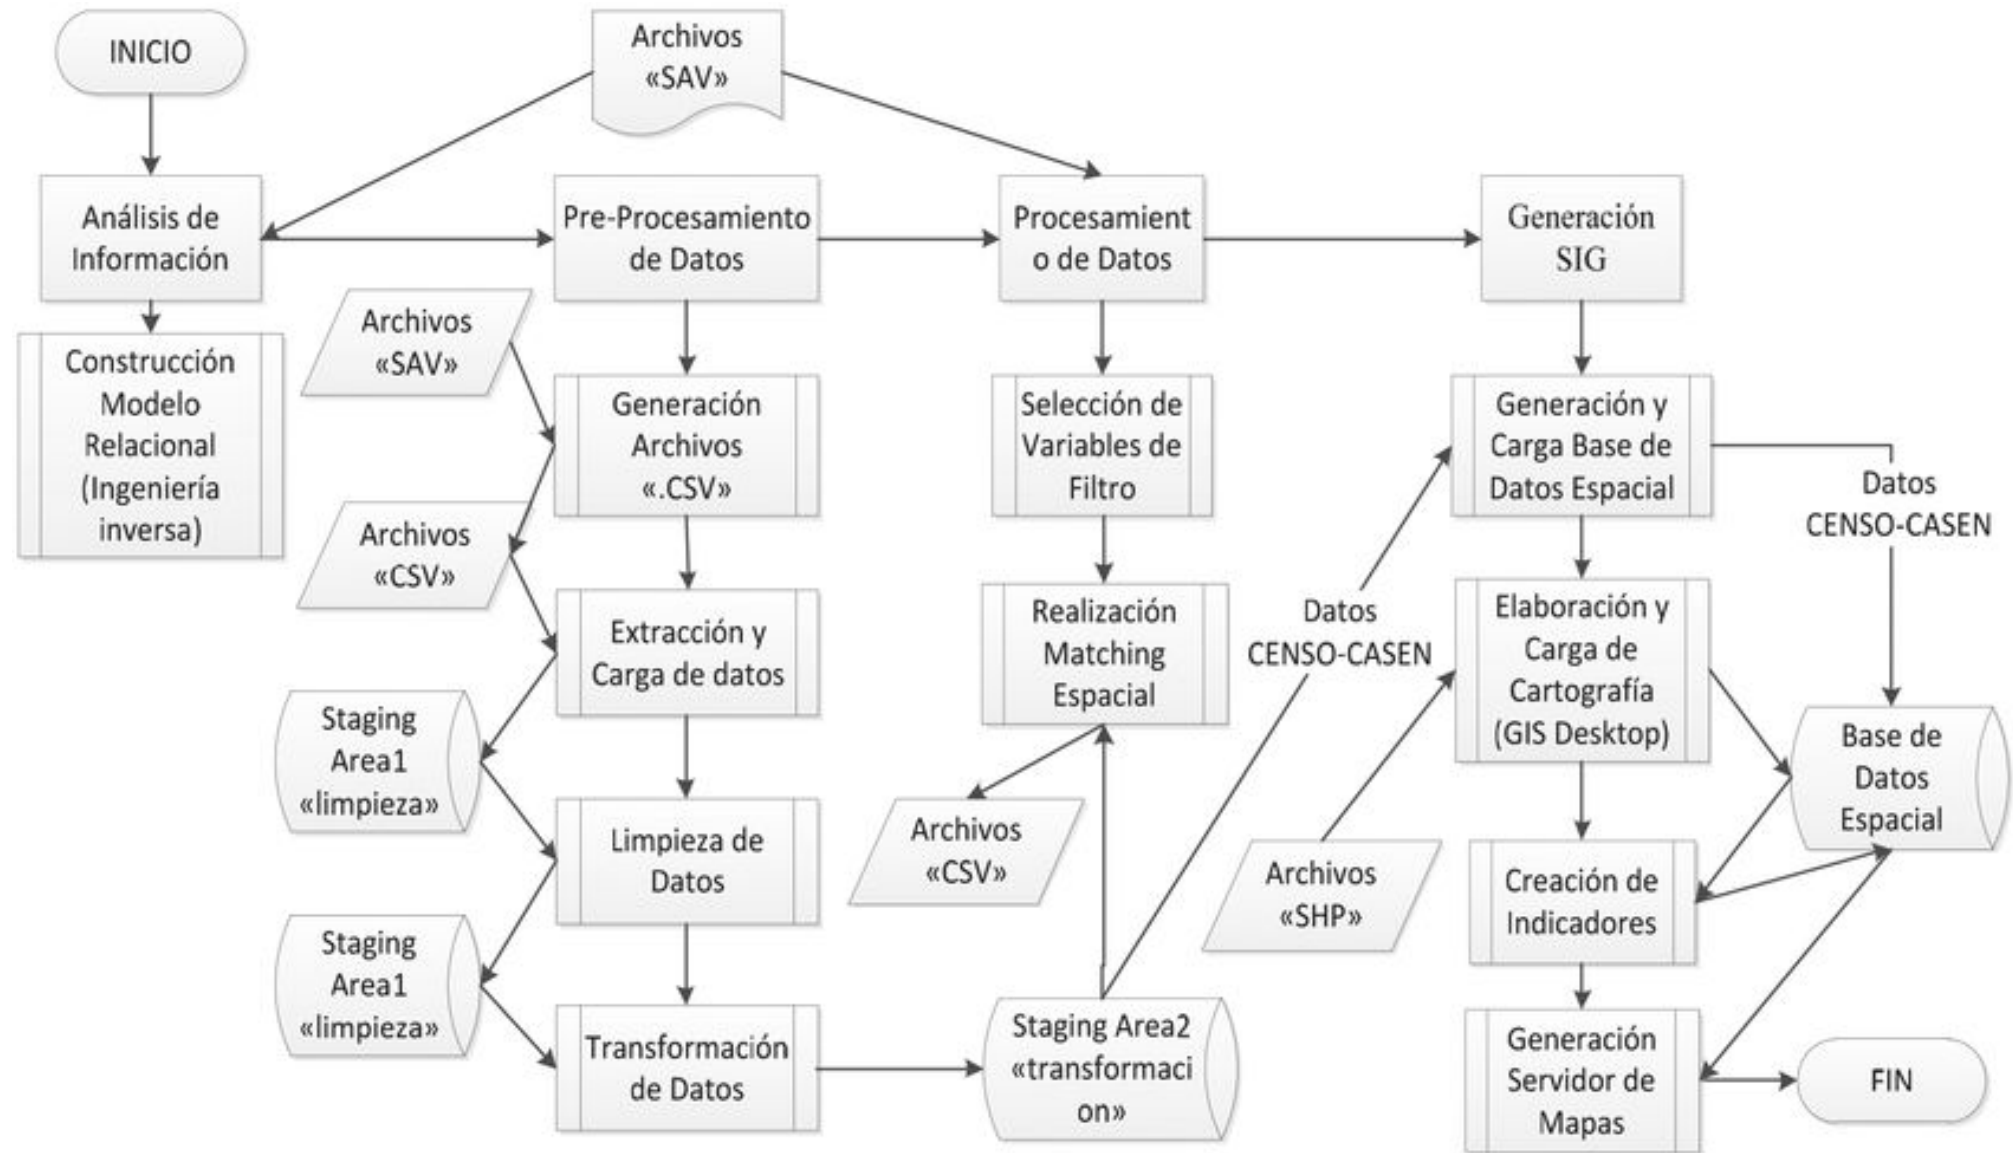 INICIO
Archivos
«SAV»
Análisis de
Información
Pre-Procesamiento
de Datos
Procesamient
o de Datos
Generación
SIG
Construcción
Modelo
Relacional
(Ingeniería
inversa)
Archivos
«SAV»
Generación
Archivos
«.CSV»
Archivos
«CSV»
Extracción y
Carga de datos
Staging
Area1
«limpieza»
Limpieza de
Datos
Staging
Area1
«limpieza»
Transformación
de Datos
Selección de
Variables de
Filtro
Realización
Matching
Espacial
Archivos
«CSV»
Staging Area2
«transformaci
on»
Datos
CENSO-CASEN
Generación y
Carga Base de
Datos Espacial
Datos
CENSO-CASEN
Elaboración y
Carga de
Cartografía
(GIS Desktop)
Archivos
«SHP»
Base de
Datos
Espacial
Creación de
Indicadores
Generación
Servidor de
Mapas
FIN